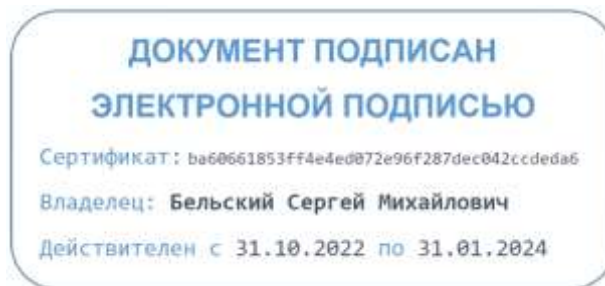 ДОКУМЕНТ ПОДПИСАН
ЭЛЕКТРОННОЙ ПОДПИСЬЮ
Сертификат: ba60661853ff4e4ed072e96f287dec042ccdeda6
Владелец: Бельский Сергей Михайлович
Действителен с 31.10.2022 по 31.01.2024